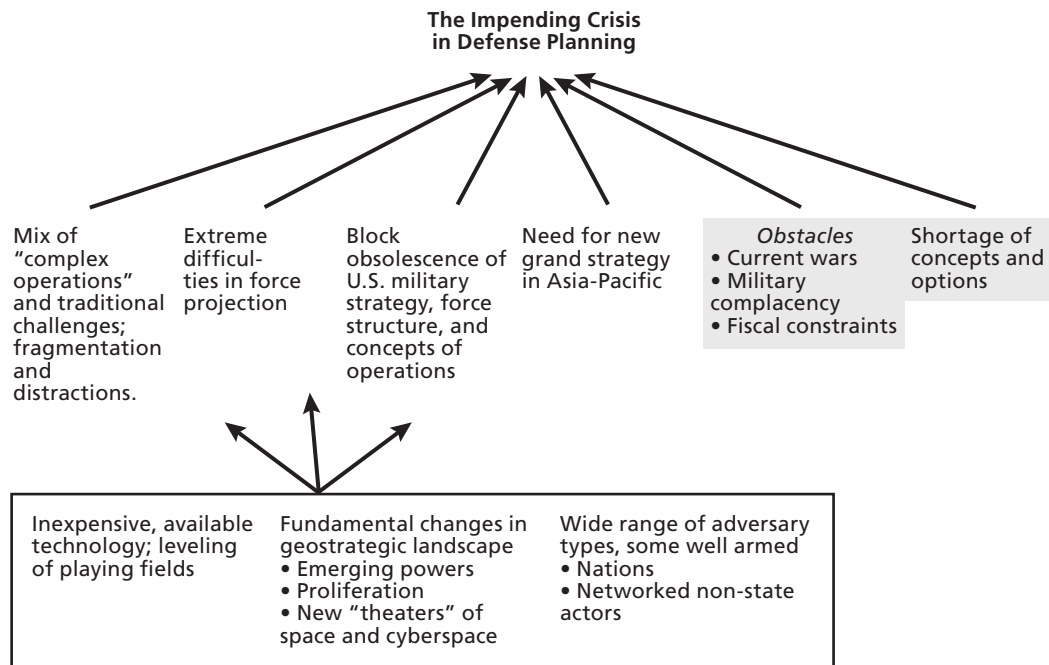 The Impending Crisis
in Defense Planning
Mix of
“complex
operations”
and traditional
challenges;
fragmentation
and
distractions.
Extreme
difficul-
ties in force
projection
Block
obsolescence of
U.S. military
strategy, force
structure, and
concepts of
operations
Need for new
grand strategy
in Asia-Pacific
Obstacles
• Current wars
• Military
complacency
• Fiscal constraints
Shortage of
concepts and
options
Inexpensive, available
technology; leveling
of playing fields
Fundamental changes in
geostrategic landscape
• Emerging powers
• Proliferation
• New “theaters” of
space and cyberspace
Wide range of adversary
types, some well armed
• Nations
• Networked non-state
actors